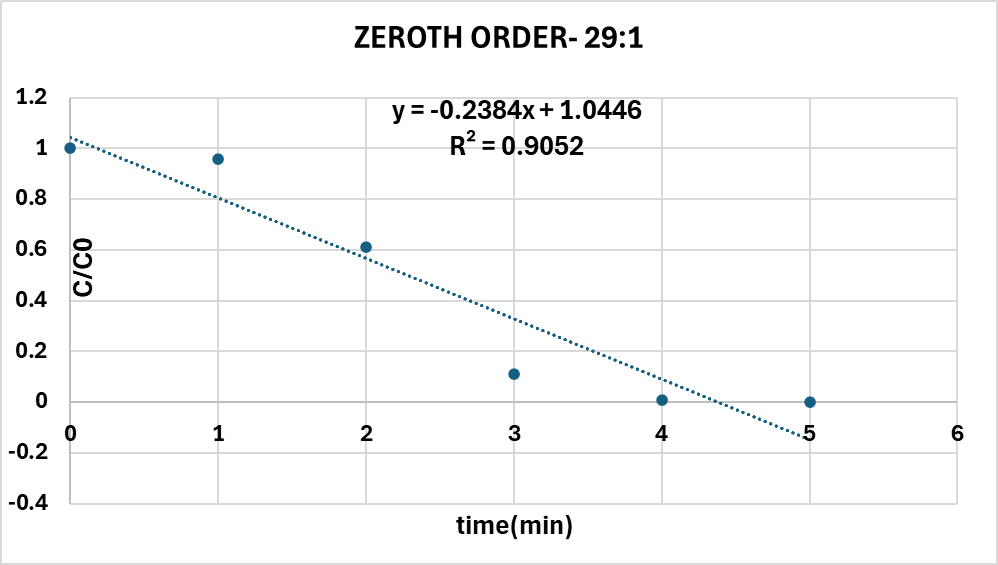 ZEROTH ORDER- 29:1
y = -0.2384x + 1.0446
R² = 0.9052
1.2
1
0.8
0.6
0.4
0.2
0
-0.2
-0.4
C/C0
0 1 2 3 4 5 6
time(min)